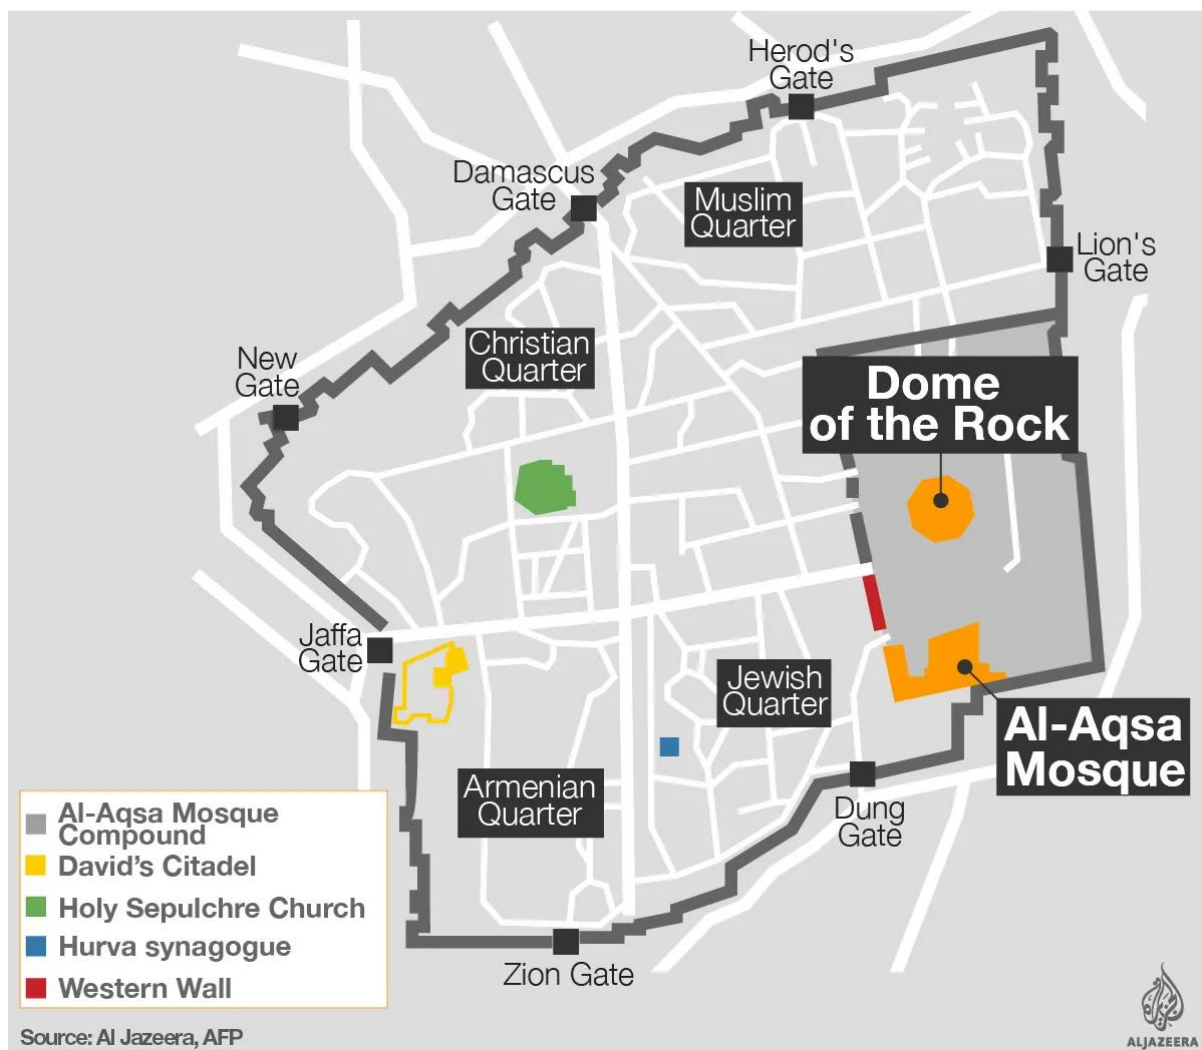 Herod's
Gate
Damascus
Gate
Muslim
Quarter
Lion's
Gate
Christian
Quarter
New
Gate
Dome
of the Rock
Jaffa
Gate
Jewish
Quarter
Al-Aqsa
Mosque
Armenian
Quarter
Dung
Gate
Zion Gate
Al-Aqsa Mosque
Compound
David's Citadel
Holy Sepulchre Church
Hurva synagogue
Western Wall
Source: Al Jazeera, AFP
ALJAZEERA